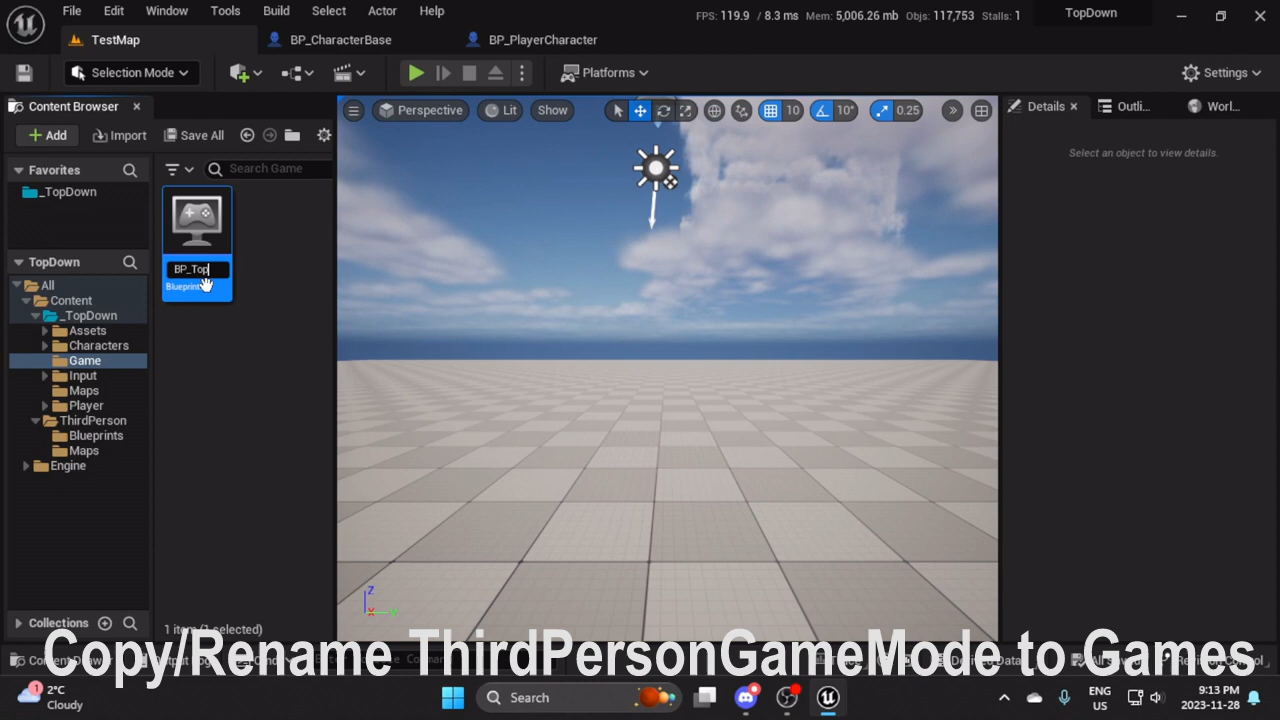 File Edit Window Tools Build Select Actor Help
FPS: 119.9 / 8.3 ms Mem: 5,006.26 mb Objs: 117,753 Stalls: 1
TopDown
TestMap
BP_CharacterBase
BP_PlayerCharacter
Selection Mode
Platforms
Settings
Content Browser
Add Import Save All
Favorites
_TopDown
TopDown
All
Content
_TopDown
Assets
Characters
Game
Input
Maps
Player
ThirdPerson
Blueprints
Maps
Engine
Collections
Search Game
BP_Top
Blueprint
1 item (1 selected)
Perspective Lit Show
10 10° 0.25
Z
Details Outli... Worl...
Select an object to view details.
Copy/Rename ThirdPersonGameMode to Games
1
2°C
Cloudy
Search
ENG
US
9:13 PM
2023-11-28